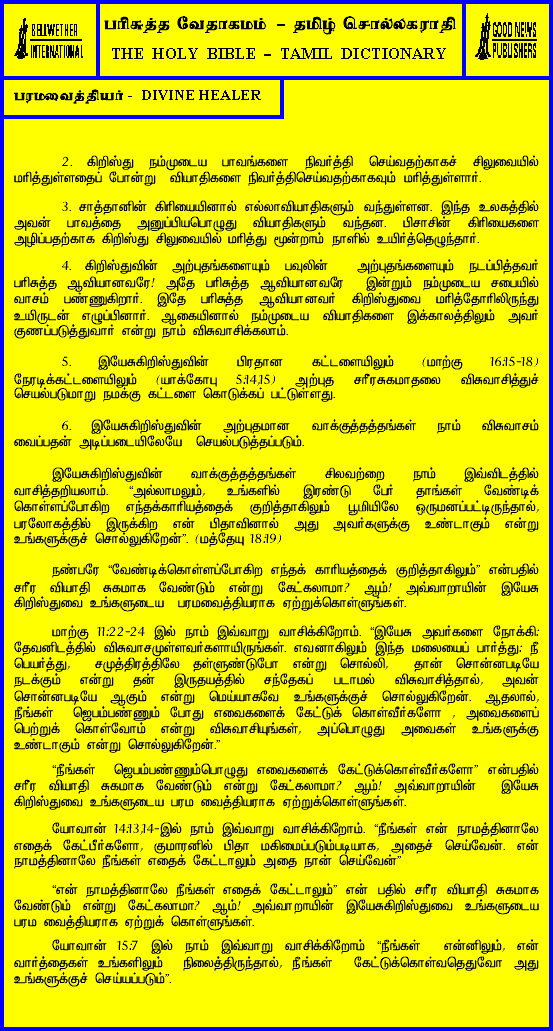 BELLWETHER
INTERNATIONAL
பரிசுத்த வேதாகமம் – தமிழ் சொல்லகராதி
THE HOLY BIBLE – TAMIL DICTIONARY
GOOD NEWS
PUBLISHERS
பரமவைத்தியர் - DIVINE HEALER
2. கிறிஸ்து நம்முடைய பாவங்களை நிவர்த்தி செய்வதற்காகச் சிலுவையில்
மரித்துள்ளதைப் போன்று வியாதிகளை நிவர்த்திசெய்வதற்காகவும் மரித்துள்ளார்.
3. சாத்தானின் கிரியையினால் எல்லாவியாதிகளும் வந்துள்ளன. இந்த உலகத்தில்
அவன் பாவத்தை அனுப்பியபொழுது வியாதிகளும் வந்தன. பிசாசின் கிரியைகளை
அழிப்பதற்காக கிறிஸ்து சிலுவையில் மரித்து மூன்றாம் நாளில் உயிர்த்தெழுந்தார்.
4. கிறிஸ்துவின் அற்புதங்களையும் பவுலின் அற்புதங்களையும் நடப்பித்தவர்
பரிசுத்த ஆவியானவரே! அதே பரிசுத்த ஆவியானவரே இன்றும் நம்முடைய சபையில்
வாசம் பண்ணுகிறார். இதே பரிசுத்த ஆவியானவர் கிறிஸ்துவை மரித்தோரிலிருந்து
உயிருடன் எழுப்பினார். ஆகையினால் நம்முடைய வியாதிகளை இக்காலத்திலும் அவர்
குணப்படுத்துவார் என்று நாம் விசுவாசிக்கலாம்.
5. இயேசுகிறிஸ்துவின் பிரதான கட்டளையிலும் (மாற்கு 16:15-18)
நேரடிக்கட்டளையிலும் (யாக்கோபு 5:14,15) அற்புத சரீரசுகமாதலை விசுவாசித்துச்
செயல்படுமாறு நமக்கு கட்டளை கொடுக்கப் பட்டுள்ளது.
6. இயேசுகிறிஸ்துவின் அற்புதமான வாக்குத்தத்தங்கள் நாம் விசுவாசம்
வைப்பதன் அடிப்படையிலேயே செயல்படுத்தப்படும்.
இயேசுகிறிஸ்துவின் வாக்குத்தத்தங்கள் சிலவற்றை நாம் இவ்விடத்தில்
வாசித்தறியலாம். “அல்லாமலும், உங்களில் இரண்டு பேர் தாங்கள் வேண்டிக்
கொள்ளப்போகிற எந்தக்காரியத்தைக் குறித்தாகிலும் பூமியிலே ஒருமனப்பட்டிருந்தால்,
பரலோகத்தில் இருக்கிற என் பிதாவினால் அது அவர்களுக்கு உண்டாகும் என்று
உங்களுக்குச் சொல்லுகிறேன்”. (மத்தேயு 18:19)
நண்பரே “வேண்டிக்கொள்ளப்போகிற எந்தக் காரியத்தைக் குறித்தாகிலும்” என்பதில்
சரீர வியாதி சுகமாக வேண்டும் என்று கேட்கலாமா? ஆம்! அவ்வாறாயின் இயேசு
கிறிஸ்துவை உங்களுடைய பரமவைத்தியராக ஏற்றுக்கொள்ளுங்கள்.
மாற்கு 11:22-24 இல் நாம் இவ்வாறு வாசிக்கிறோம். “இயேசு அவர்களை நோக்கி:
தேவனிடத்தில் விசுவாசமுள்ளவர்களாயிருங்கள். எவனாகிலும் இந்த மலையைப் பார்த்து: நீ
பெயர்த்து, சமுத்திரத்திலே தள்ளுண்டுபோ என்று சொல்லி, தான் சொன்னபடியே
நடக்கும் என்று தன் இருதயத்தில் சந்தேகப் படாமல் விசுவாசித்தால், அவன்
சொன்னபடியே ஆகும் என்று மெய்யாகவே உங்களுக்குச் சொல்லுகிறேன். ஆதலால்,
நீங்கள் ஜெபம்பண்ணும் போது எவைகளைக் கேட்டுக் கொள்வீர்களோ , அவைகளைப்
பெற்றுக் கொள்வோம் என்று விசுவாசியுங்கள், அப்பொழுது அவைகள் உங்களுக்கு
உண்டாகும் என்று சொல்லுகிறேன்.”
“நீங்கள் ஜெபம்பண்ணும்பொழுது எவைகளைக் கேட்டுக்கொள்வீர்களோ” என்பதில்
சரீர வியாதி சுகமாக வேண்டும் என்று கேட்கலாமா? ஆம்! அவ்வாறாயின் இயேசு
கிறிஸ்துவை உங்களுடைய பரம வைத்தியராக ஏற்றுக்கொள்ளுங்கள்.
யோவான் 14:13,14-இல் நாம் இவ்வாறு வாசிக்கிறோம். “நீங்கள் என் நாமத்தினாலே
எதைக் கேட்பீர்களோ, குமாரனில் பிதா மகிமைப்படும்படியாக, அதைச் செய்வேன். என்
நாமத்தினாலே நீங்கள் எதைக் கேட்டாலும் அதை நான் செய்வேன்”
“என் நாமத்தினாலே நீங்கள் எதைக் கேட்டாலும்” என் பதில் சரீர வியாதி சுகமாக
வேண்டும் என்று கேட்கலாமா? ஆம்! அவ்வாறாயின் இயேசுகிறிஸ்துவை உங்களுடைய
பரம வைத்தியராக ஏற்றுக் கொள்ளுங்கள்.
யோவான் 15:7 இல் நாம் இவ்வாறு வாசிக்கிறோம் “நீங்கள் என்னிலும், என்
வார்த்தைகள் உங்களிலும் நிலைத்திருந்தால், நீங்கள் கேட்டுக்கொள்வதெதுவோ அது
உங்களுக்குச் செய்யப்படும்”.